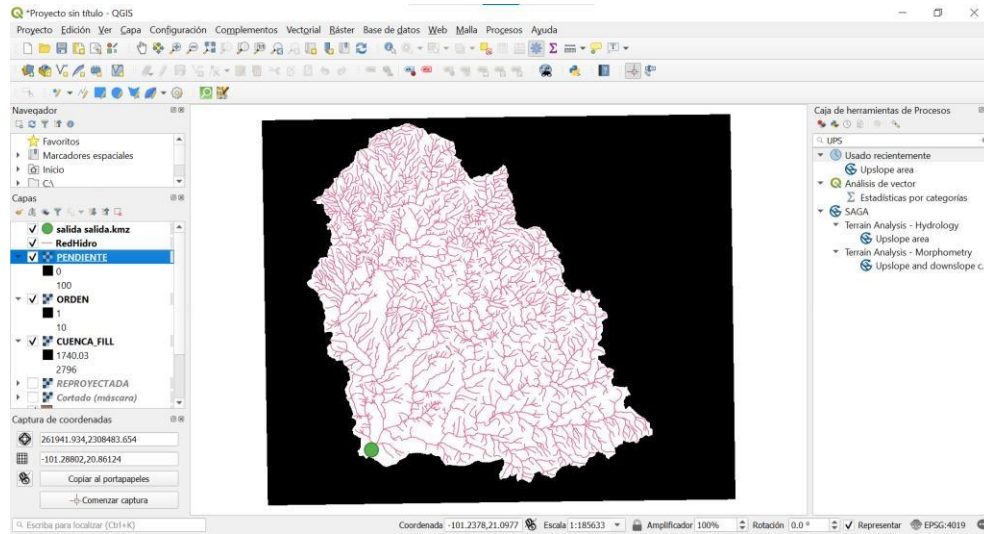 *Proyecto sin título - QGIS
Proyecto Edición Ver Capa Configuración Complementos Vectorial Ráster Base de datos Web Malla Procesos Ayuda
Navegador
Favoritos
Marcadores espaciales
Inicio
C:\
Capas
salida salida.kmz
RedHidro
PENDIENTE
0
100
ORDEN
1
10
CUENCA_FILL
1740.03
2796
REPROYECTADA
Cortado (máscara)
Captura de coordenadas
261941.934,2308483.654
-101.28802,20.86124
Copiar al portapapeles
Comenzar captura
Caja de herramientas de Procesos
UPS
Usado recientemente
Upslope area
Análisis de vector
Estadísticas por categorías
SAGA
Terrain Analysis - Hydrology
Upslope area
Terrain Analysis - Morphometry
Upslope and downslope c.
Escriba para localizar (Ctrl+K)
Coordenada -101.2378,21.0977 Escala 1:185633 Amplificador 100% Rotación 0.0 ° Representar EPSG:4019